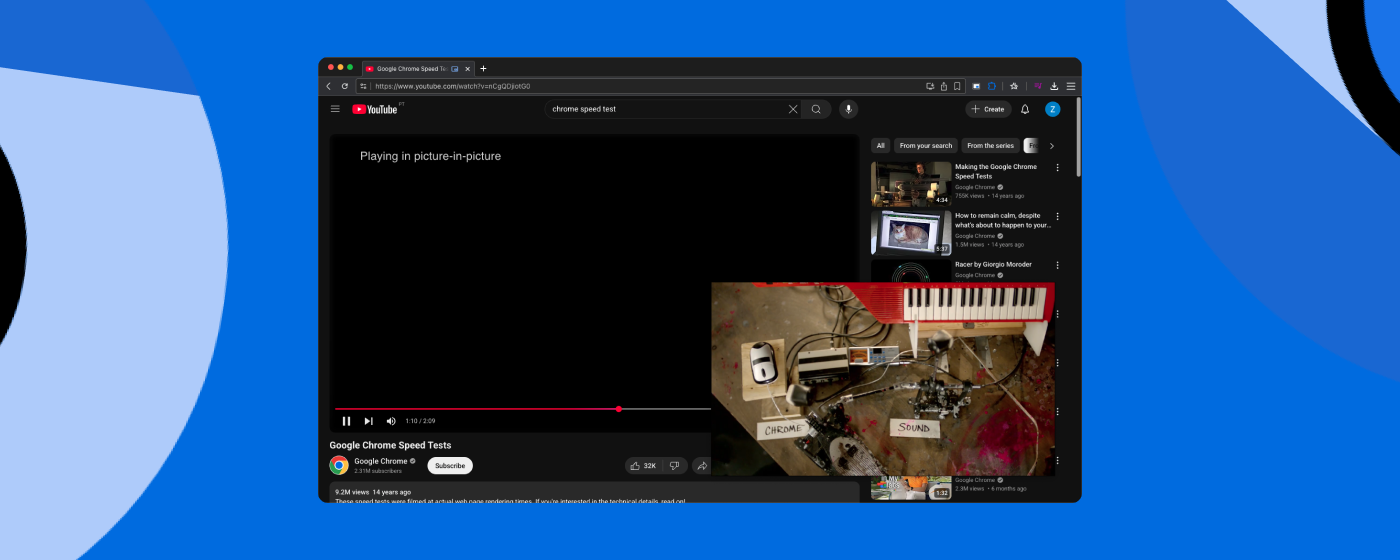 Google Chrome Speed Te
https://www.youtube.com/watch?v=nCgQDjiotG0
YouTube PT
chrome speed test
Create
Z
Playing in picture-in-picture
All
From your search
From the series
Making the Google Chrome
Speed Tests
Google Chrome
755K views • 14 years ago
4:34
How to remain calm, despite
what's about to happen to your...
Google Chrome
1.5M views • 14 years ago
5:37
Racer by Giorgio Moroder
Google Chrome
CHROME
SOUND
1:10 / 2:09
Google Chrome Speed Tests
Google Chrome
2.31M subscribers
Subscribe
32K
9.2M views 14 years ago
These speed tests were filmed at actual web page rendering times. If you're interested in the technical details, read on!
Google Chrome
2.3M views • 6 months ago
1:32